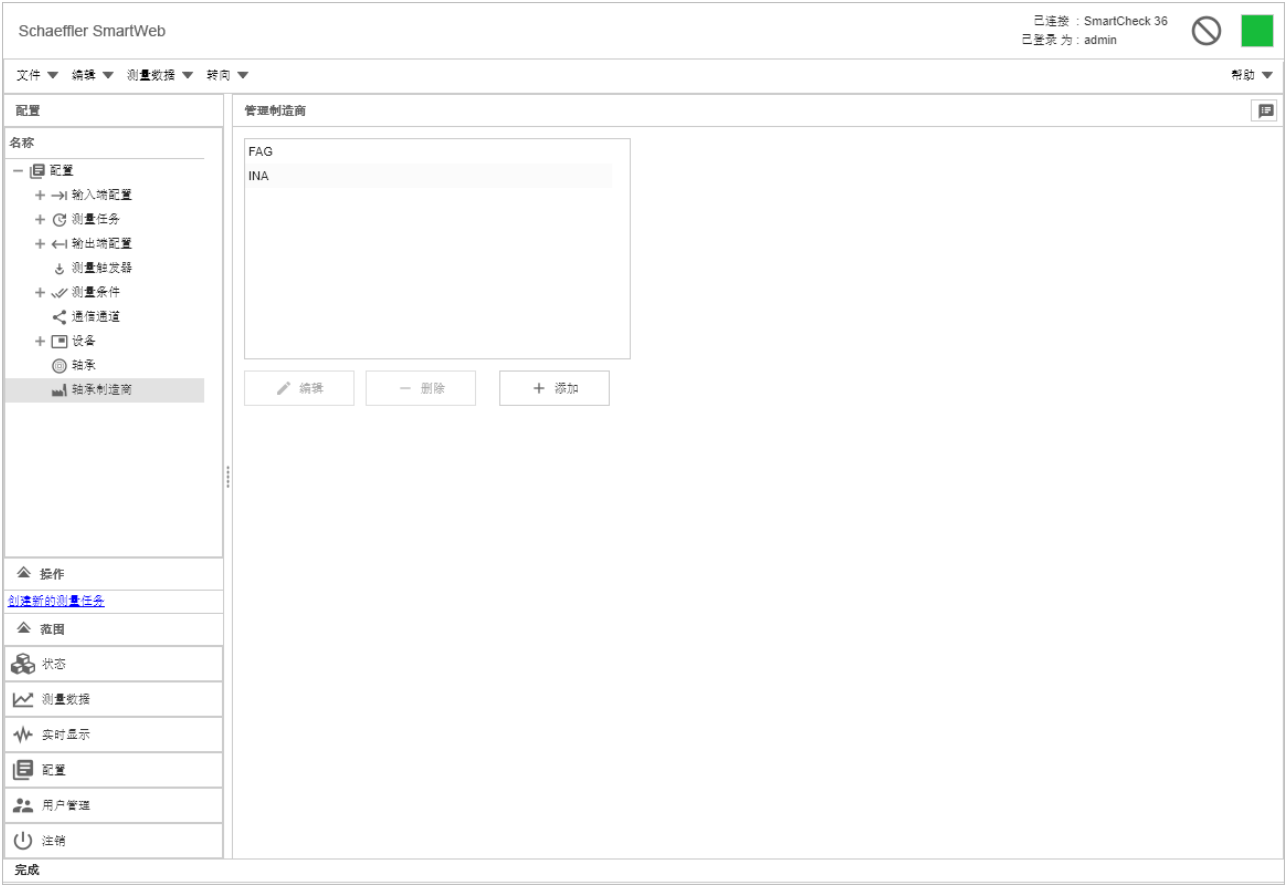 Schaeffler SmartWeb
已连接 : SmartCheck 36
已登录 为 : admin
文件 编辑 测量数据 转向 帮助
配置
名称
配置
输入端配置
测量任务
输出端配置
测量触发器
测量条件
通信通道
设备
轴承
轴承制造商
操作
创建新的测量任务
范围
状态
测量数据
实时显示
配置
用户管理
注销
管理制造商
FAG
INA
编辑 删除 添加
完成